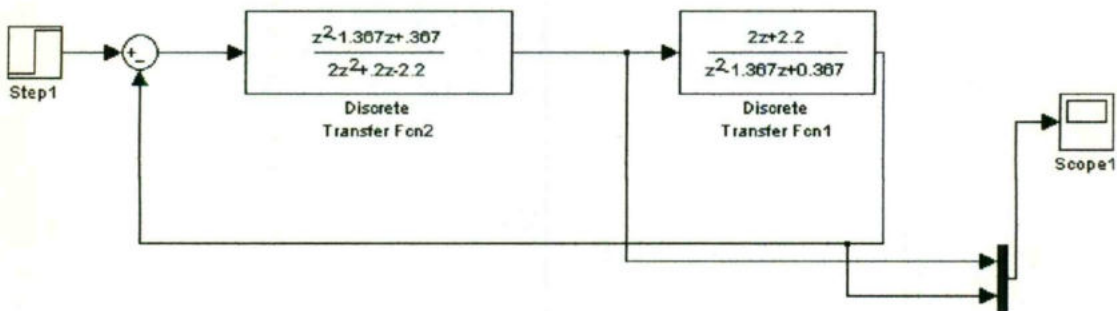 z²-1.367z+.367
2z²+.2z-2.2
2z+2.2
z²-1.367z+0.367
Step1
Discrete
Transfer Fcn2
Discrete
Transfer Fcn1
Scope1